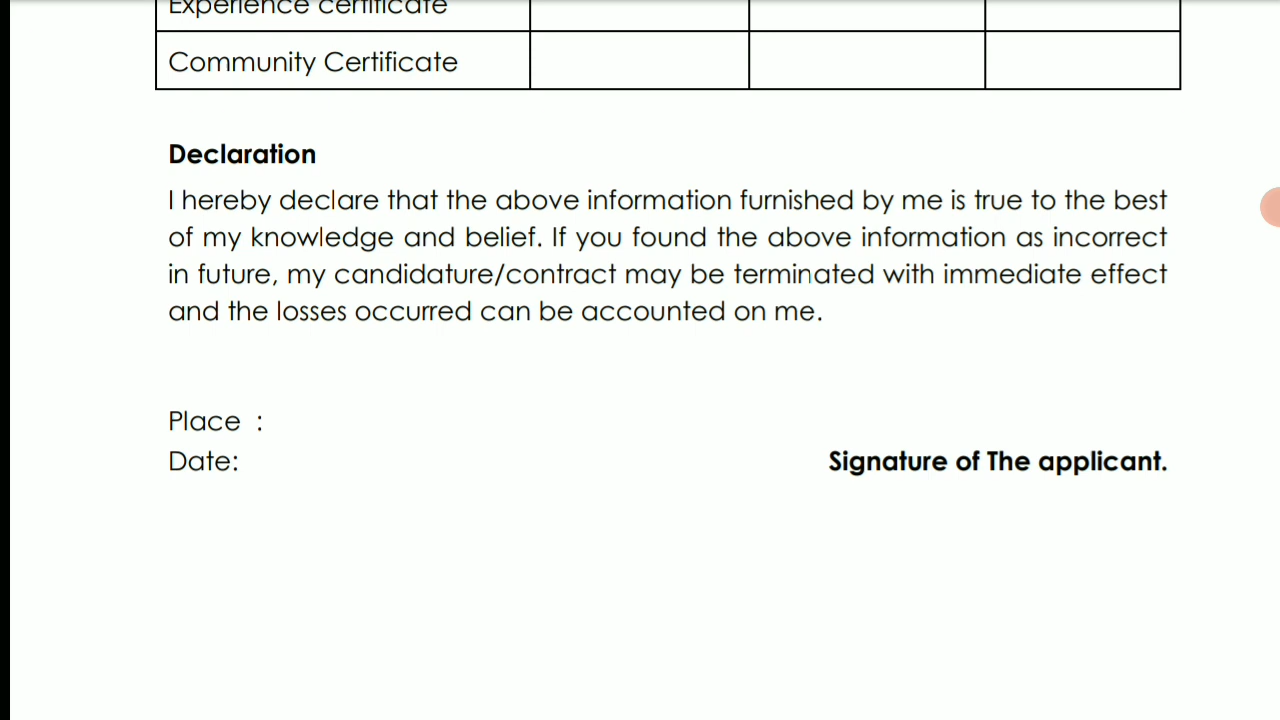 Experience certificate
Community Certificate
Declaration
I hereby declare that the above information furnished by me is true to the best
of my knowledge and belief. If you found the above information as incorrect
in future, my candidature/contract may be terminated with immediate effect
and the losses occurred can be accounted on me.
Place :
Date:
Signature of The applicant.